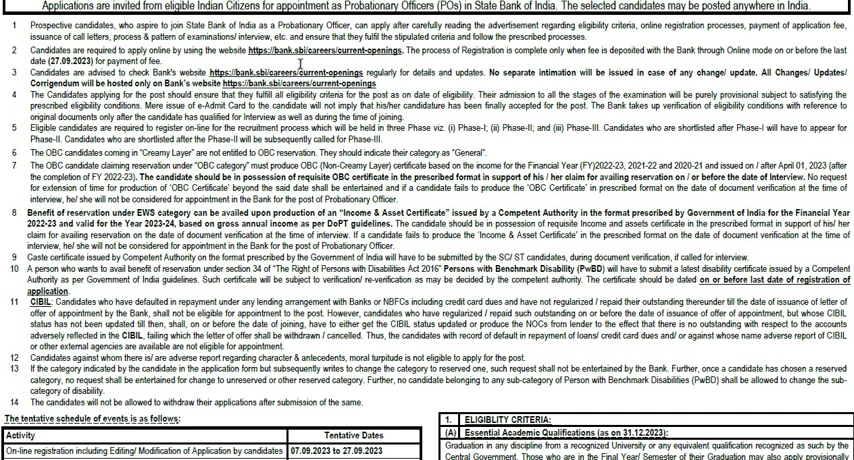 Applications are invited from eligible Indian Citizens for appointment as Probationary Officers (POs) in State Bank of India. The selected candidates may be posted anywhere in India.
1 Prospective candidates, who aspire to join State Bank of India as a Probationary Officer, can apply after carefully reading the advertisement regarding eligibility criteria, online registration processes, payment of application fee,
issuance of call letters, process & pattern of examinations/ interview, etc. and ensure that they fulfil the stipulated criteria and follow the prescribed processes.
2 Candidates are required to apply online by using the website https://bank.sbi/careers/current-openings. The process of Registration is complete only when fee is deposited with the Bank through Online mode on or before the last
date (27.09.2023) for payment of fee.
3 Candidates are advised to check Bank's website https://bank.sbi/careers/current-openings regularly for details and updates. No separate intimation will be issued in case of any change/ update. All Changes/ Updates/
Corrigendum will be hosted only on Bank's website https://bank.sbi/careers/current-openings
4 Candidates applying for the post should ensure that they fulfill all eligibility criteria for the post as on date of eligibility. Their admission to all stages of the examination will be purely provisional subject to satisfying the
prescribed eligibility conditions. Mere issue of e-Admit Card to the candidate will not imply that his/her candidature has been finally accepted for the post. The Bank takes up verification of eligibility conditions with reference to
original documents only after the candidate has qualified for Interview as well as during the time of joining.
5 Eligible candidates are required to register on-line for the recruitment process which will be held in three Phase viz. (i) Phase-I; (ii) Phase-II; and (iii) Phase-III. Candidates who are shortlisted after Phase-I will have to appear for
Phase-II. Candidates who are shortlisted after the Phase-II will be subsequently called for Phase-III.
6 The OBC candidates coming in "Creamy Layer" are not entitled to OBC reservation. They should indicate their category as "General".
7 The OBC candidate claiming reservation under "OBC category" must produce OBC (Non-Creamy Layer) certificate based on the income for the Financial Year (FY)2022-23, 2021-22 and 2020-21 and issued on / after April 01, 2023 (after
the completion of FY 2022-23). The candidate should be in possession of requisite OBC certificate in the prescribed format in support of his / her claim for availing reservation on / or before the date of Interview. No request
for extension of time for production of 'OBC Certificate' beyond the said date shall be entertained and if a candidate fails to produce the 'OBC Certificate' in prescribed format on the date of document verification at the time of
interview, he/ she will not be considered for appointment in the Bank for the post of Probationary Officer.
8 Benefit of reservation under EWS category can be availed upon production of an "Income & Asset Certificate" issued by a Competent Authority in the format prescribed by Government of India for the Financial Year
2022-23 and valid for the Year 2023-24, based on gross annual income as per DoPT guidelines. The candidate should be in possession of requisite Income and assets certificate in the prescribed format in support of his/ her
claim for availing reservation on the date of document verification at the time of interview. If a candidate fails to produce the 'Income & Asset Certificate' in the prescribed format on the date of document verification at the time of
interview, he/ she will not be considered for appointment in the Bank for the post of Probationary Officer.
9 Caste certificate issued by Competent Authority on the format prescribed by the Government of India will have to be submitted by the SC/ ST candidates, during document verification, if called for interview.
10 A person who wants to avail benefit of reservation under section 34 of "The Right of Persons with Disabilities Act 2016" Persons with Benchmark Disability (PwBD) will have to submit a latest disability certificate issued by a Competent
Authority as per Government of India guidelines. Such certificate will be subject to verification/ re-verification as may be decided by the competent authority. The certificate should be dated on or before last date of registration of
application.
11 CIBIL: Candidates who have defaulted in repayment under any lending arrangement with Banks or NBFCs including credit card dues and have not regularized / repaid their outstanding thereunder till the date of issuance of letter of
offer of appointment by the Bank, shall not be eligible for appointment to the post. However, candidates who have regularized / repaid such outstanding on or before the date of issuance of offer of appointment, but whose CIBIL
status has not been updated till then, shall, on or before the date of joining, have to either get the CIBIL status updated or produce the NOCs from lender to the effect that there is no outstanding with respect to the accounts
adversely reflected in the CIBIL, failing which the letter of offer shall be withdrawn / cancelled. Thus, the candidates with record of default in repayment of loans/ credit card dues and/ or against whose name adverse report of CIBIL
or other external agencies are available are not eligible for appointment.
12 Candidates against whom there is/ are adverse report regarding character & antecedents, moral turpitude is not eligible to apply for the post.
13 If the category indicated by the candidate in the application form but subsequently writes to change the category to reserved one, such request shall not be entertained by the Bank. Further, once a candidate has chosen a reserved
category, no request shall be entertained for change to unreserved or other reserved category. Further, no candidate belonging to any sub-category of Person with Benchmark Disabilities (PwBD) shall be allowed to change the sub-
category of disability.
14 The candidates will not be allowed to withdraw their applications after submission of the same.
The tentative schedule of events is as follows:
Activity Tentative Dates
On-line registration including Editing/ Modification of Application by candidates 07.09.2023 to 27.09.2023
1. ELIGIBLITY CRITERIA:
(A) Essential Academic Qualifications (as on 31.12.2023):
Graduation in any discipline from a recognized University or any equivalent qualification recognized as such by the
Central Government. Those who are in the Final Year/ Semester of their Graduation may also apply provisionally